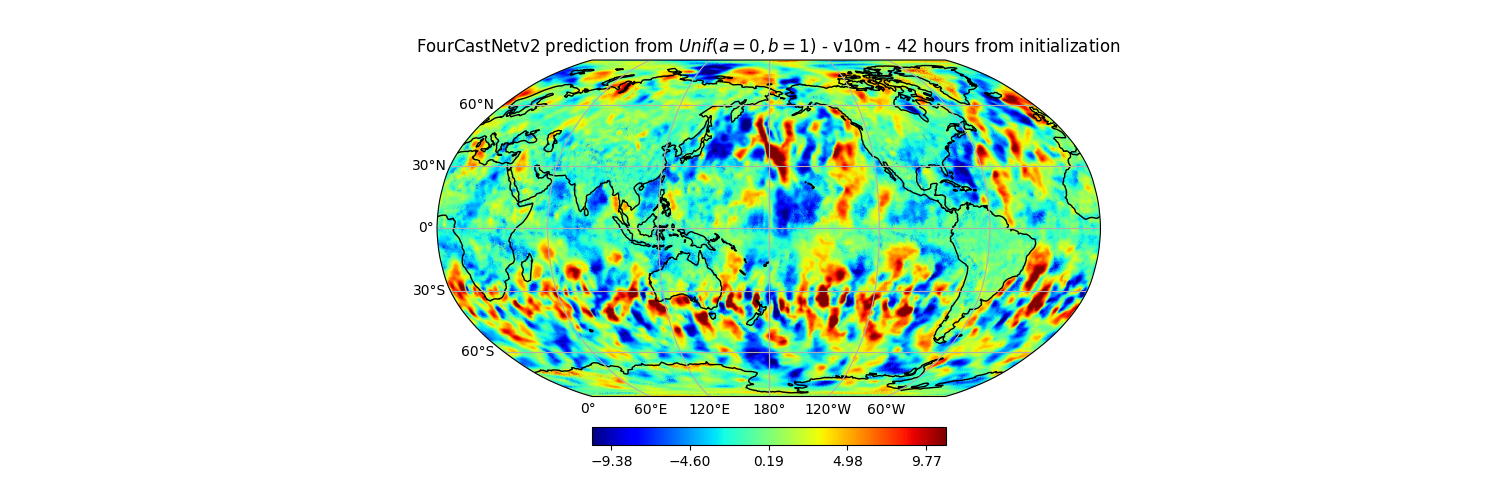 FourCastNetv2 prediction from Unif(a = 0, b = 1) - v10m - 42 hours from initialization
60°N
30°N
0°
30°S
60°S
0° 60°E 120°E 180° 120°W 60°W
−9.38 −4.60 0.19 4.98 9.77